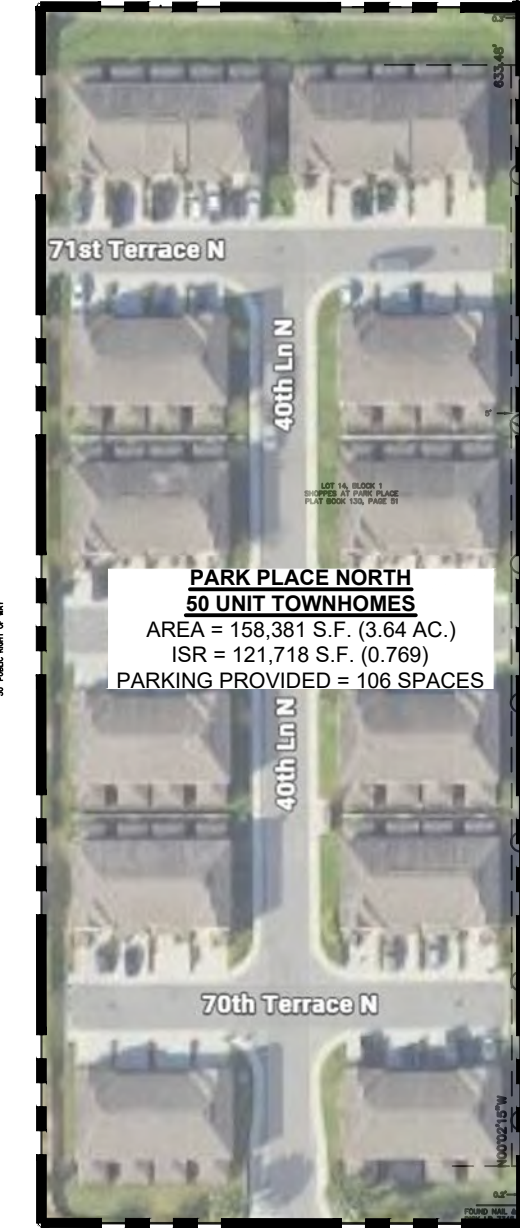 633.48'
71st Terrace N
40th Ln N
LOT 14, BLOCK 1
SHOPPES AT PARK PLACE
PLAT BOOK 130, PAGE 51
PARK PLACE NORTH
50 UNIT TOWNHOMES
AREA = 158,381 S.F. (3.64 AC.)
ISR = 121,718 S.F. (0.769)
PARKING PROVIDED = 106 SPACES
40th Ln N
70th Terrace N
N00°02'15"W
0.2'
FOUND NAIL &